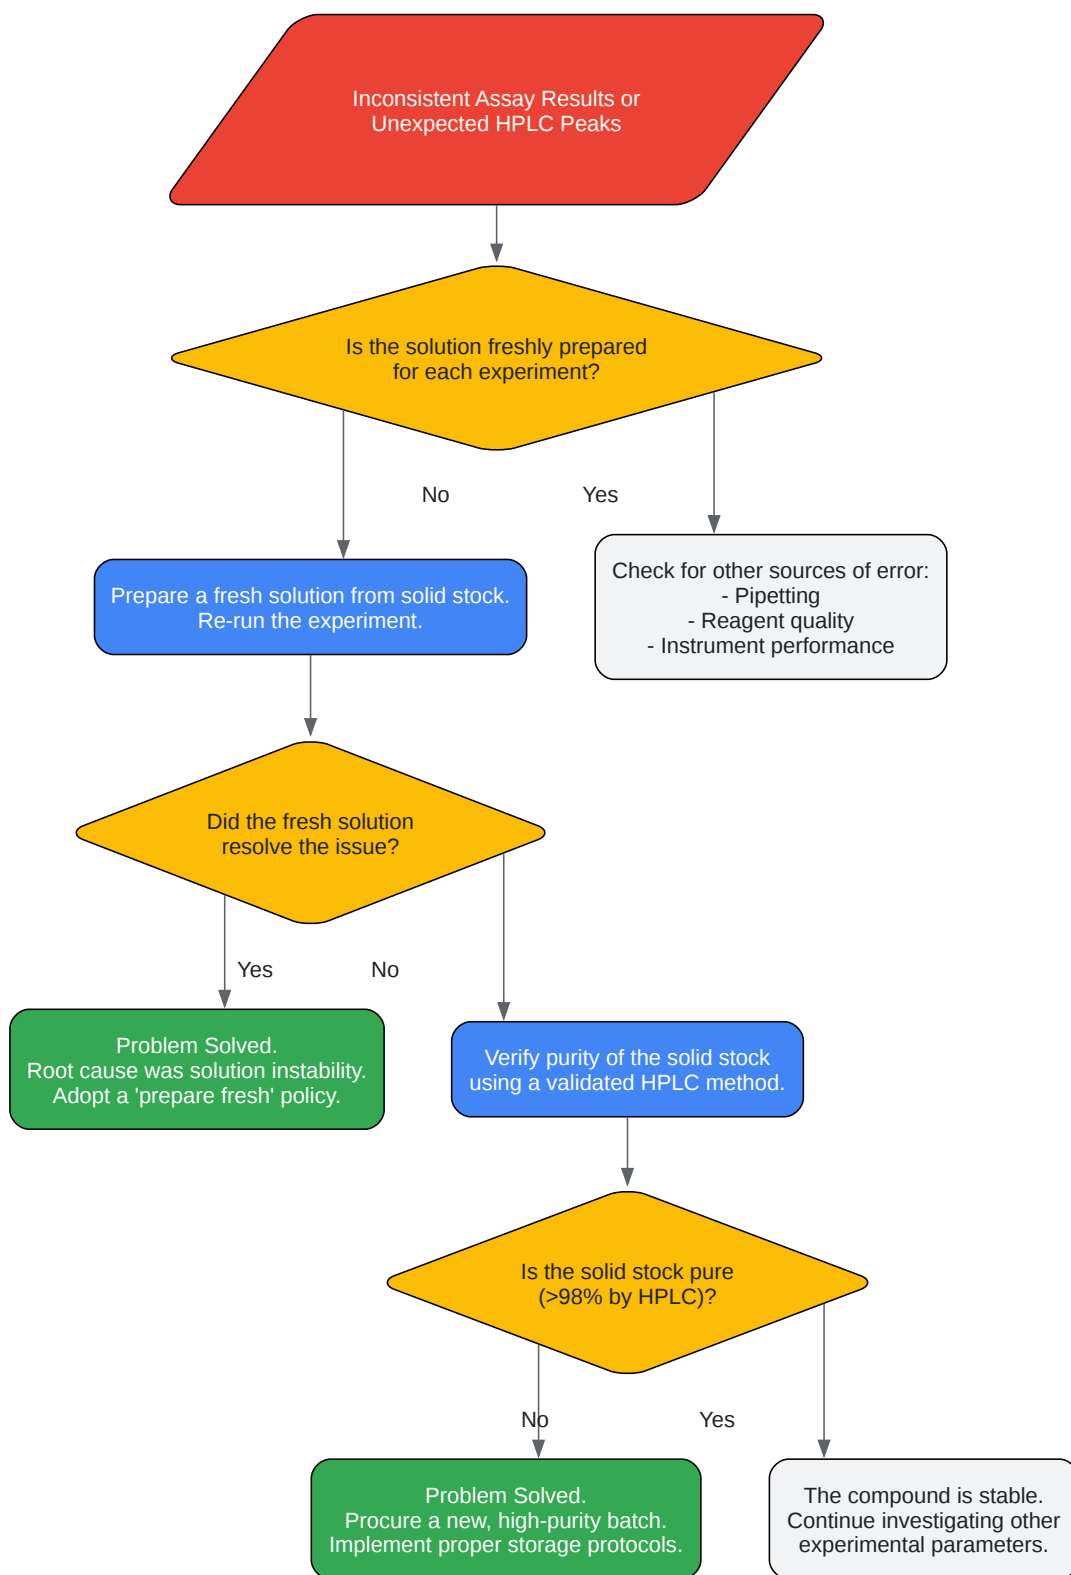 Inconsistent Assay Results or
Unexpected HPLC Peaks
Is the solution freshly prepared
for each experiment?
No
Yes
Prepare a fresh solution from solid stock.
Re-run the experiment.
Check for other sources of error:
- Pipetting
- Reagent quality
- Instrument performance
Did the fresh solution
resolve the issue?
Yes
No
Problem Solved.
Root cause was solution instability.
Adopt a 'prepare fresh' policy.
Verify purity of the solid stock
using a validated HPLC method.
Is the solid stock pure
(>98% by HPLC)?
No
Yes
Problem Solved.
Procure a new, high-purity batch.
Implement proper storage protocols.
The compound is stable.
Continue investigating other
experimental parameters.